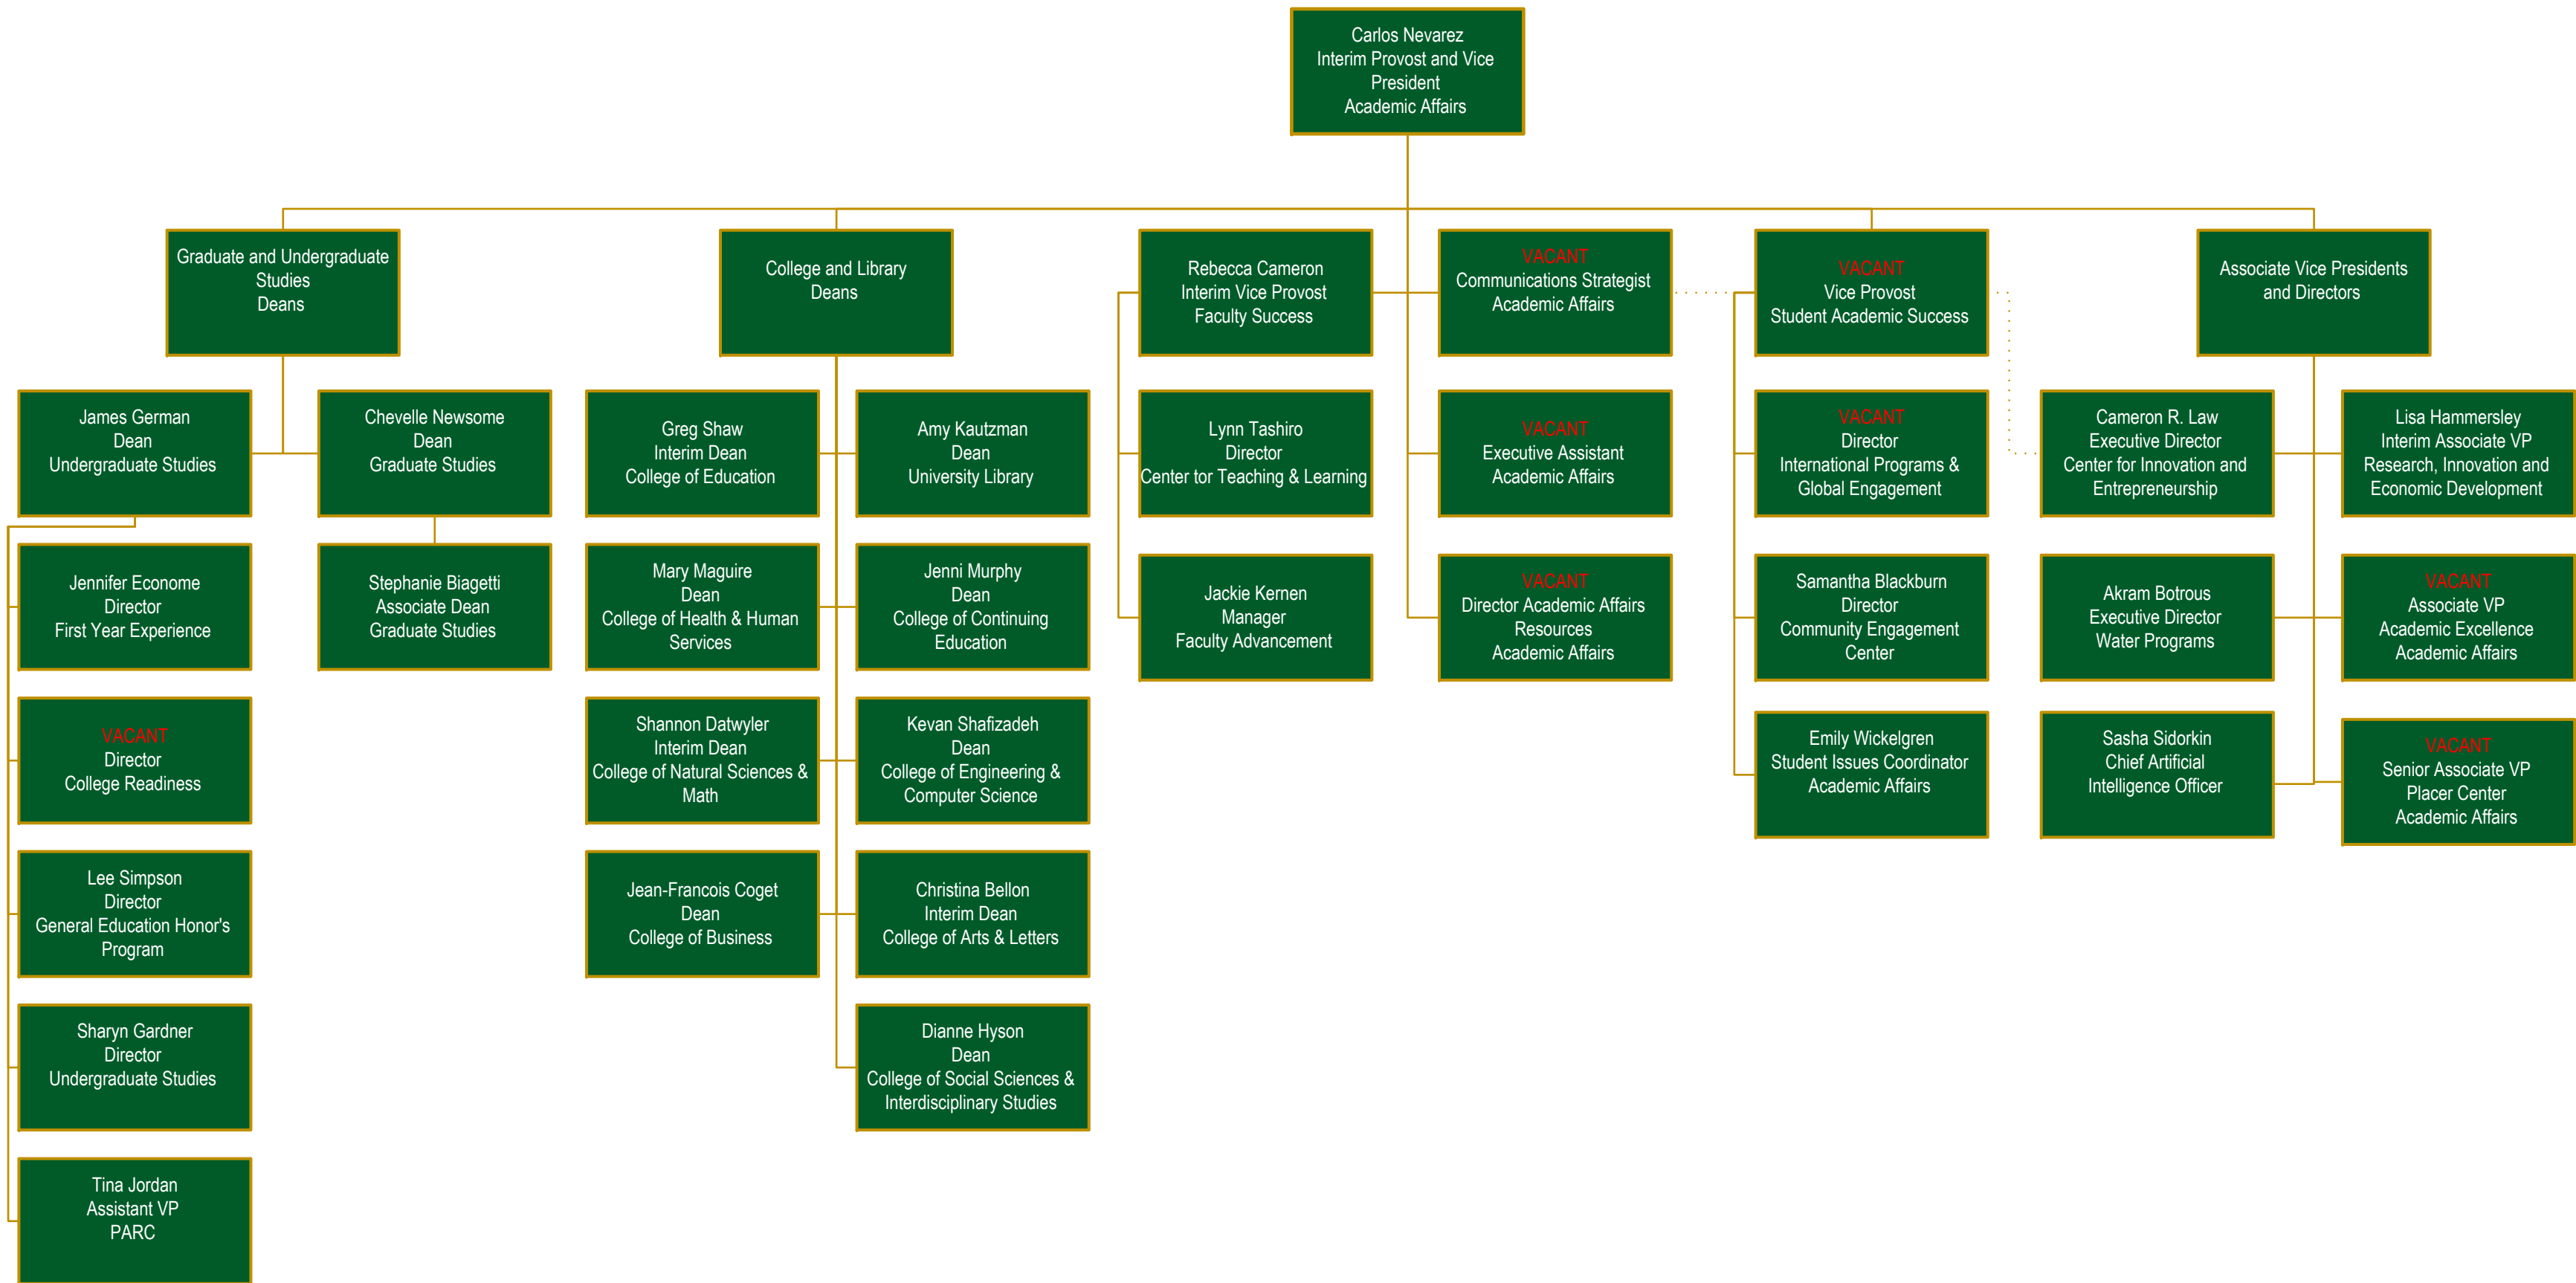 Carlos Nevarez
Interim Provost and Vice
President
Academic Affairs
Graduate and Undergraduate
Studies
Deans
College and Library
Deans
Rebecca Cameron
Interim Vice Provost
Faculty Success
VACANT
Communications Strategist
Academic Affairs
VACANT
Vice Provost
Student Academic Success
Associate Vice Presidents
and Directors
James German
Dean
Undergraduate Studies
Chevelle Newsome
Dean
Graduate Studies
Greg Shaw
Interim Dean
College of Education
Amy Kautzman
Dean
University Library
Lynn Tashiro
Director
Center tor Teaching & Learning
VACANT
Executive Assistant
Academic Affairs
VACANT
Director
International Programs &
Global Engagement
Cameron R. Law
Executive Director
Center for Innovation and
Entrepreneurship
Lisa Hammersley
Interim Associate VP
Research, Innovation and
Economic Development
Jennifer Econome
Director
First Year Experience
Stephanie Biagetti
Associate Dean
Graduate Studies
Mary Maguire
Dean
College of Health & Human
Services
Jenni Murphy
Dean
College of Continuing
Education
Jackie Kernen
Manager
Faculty Advancement
VACANT
Director Academic Affairs
Resources
Academic Affairs
Samantha Blackburn
Director
Community Engagement
Center
Akram Botrous
Executive Director
Water Programs
VACANT
Associate VP
Academic Excellence
Academic Affairs
VACANT
Director
College Readiness
Shannon Datwyler
Interim Dean
College of Natural Sciences &
Math
Kevan Shafizadeh
Dean
College of Engineering &
Computer Science
Emily Wickelgren
Student Issues Coordinator
Academic Affairs
Sasha Sidorkin
Chief Artificial
Intelligence Officer
VACANT
Senior Associate VP
Placer Center
Academic Affairs
Lee Simpson
Director
General Education Honor's
Program
Jean-Francois Coget
Dean
College of Business
Christina Bellon
Interim Dean
College of Arts & Letters
Sharyn Gardner
Director
Undergraduate Studies
Dianne Hyson
Dean
College of Social Sciences &
Interdisciplinary Studies
Tina Jordan
Assistant VP
PARC